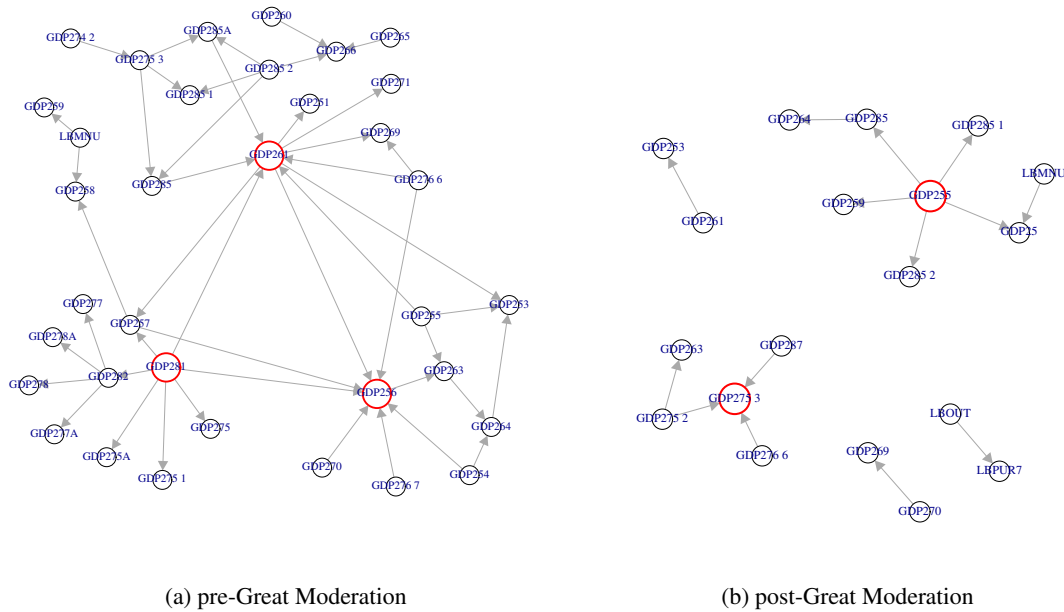 GDP260
GDP274 2
GDP285A
GDP265
GDP266
GDP275 3
GDP285 2
GDP271
GDP285 1
GDP251
GDP259
GDP269
LBMNU
GDP261
GDP276 6
GDP285
GDP258
GDP277
GDP253
GDP255
GDP257
GDP278A
GDP281
GDP263
GDP282
GDP278
GDP256
GDP264
GDP275
GDP277A
GDP275A
GDP270
GDP254
GDP275 1
GDP276 7
(a) pre-Great Moderation
GDP264
GDP285
GDP285 1
GDP253
LBMNU
GDP255
GDP259
GDP261
GDP25
GDP285 2
GDP263
GDP287
GDP275 3
GDP275 2
LBOUT
GDP276 6
GDP269
LBPUR7
GDP270
(b) post-Great Moderation